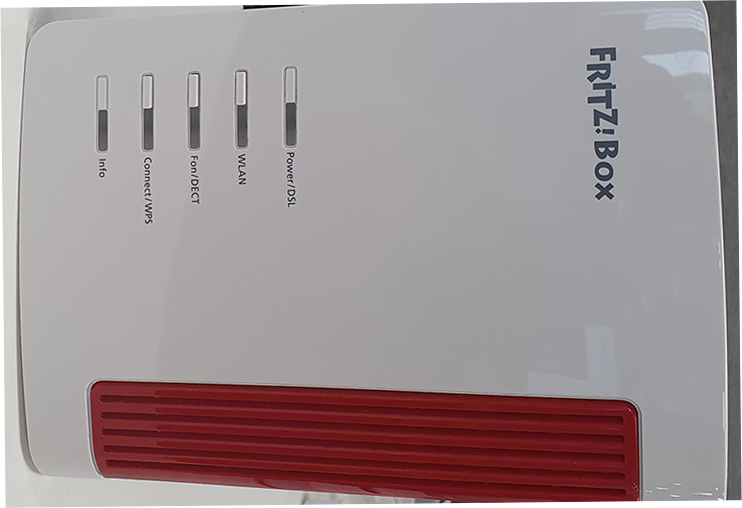 FRITZ!Box
Power/DSL
WLAN
Fon/DECT
Connect/WPS
Info